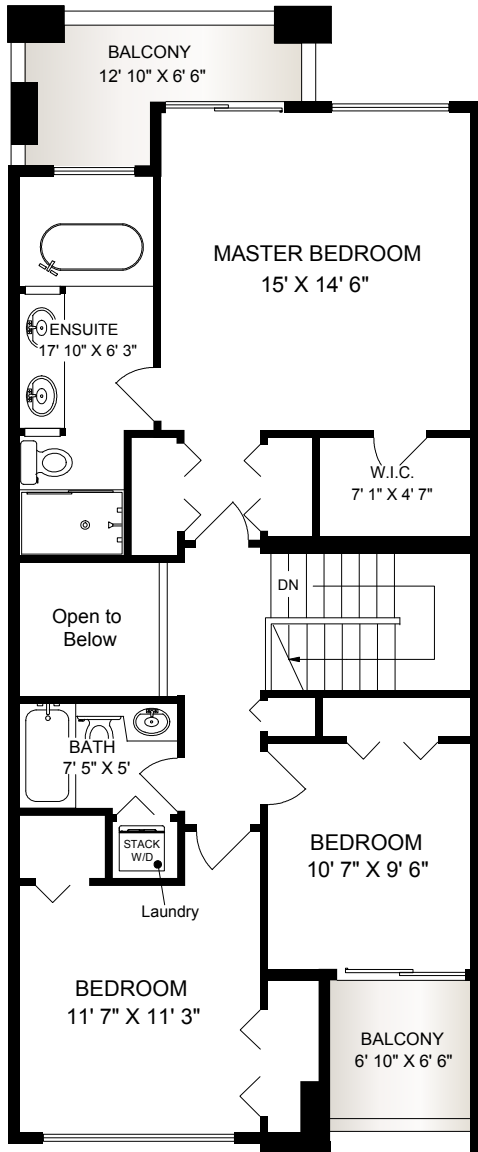 BALCONY
12' 10" X 6' 6"
MASTER BEDROOM
15' X 14' 6"
ENSUITE
17' 10" X 6' 3"
W.I.C.
7' 1" X 4' 7"
DN
Open to
Below
BATH
7' 5" X 5'
STACK
W/D
Laundry
BEDROOM
10' 7" X 9' 6"
BEDROOM
11' 7" X 11' 3"
BALCONY
6' 10" X 6' 6"